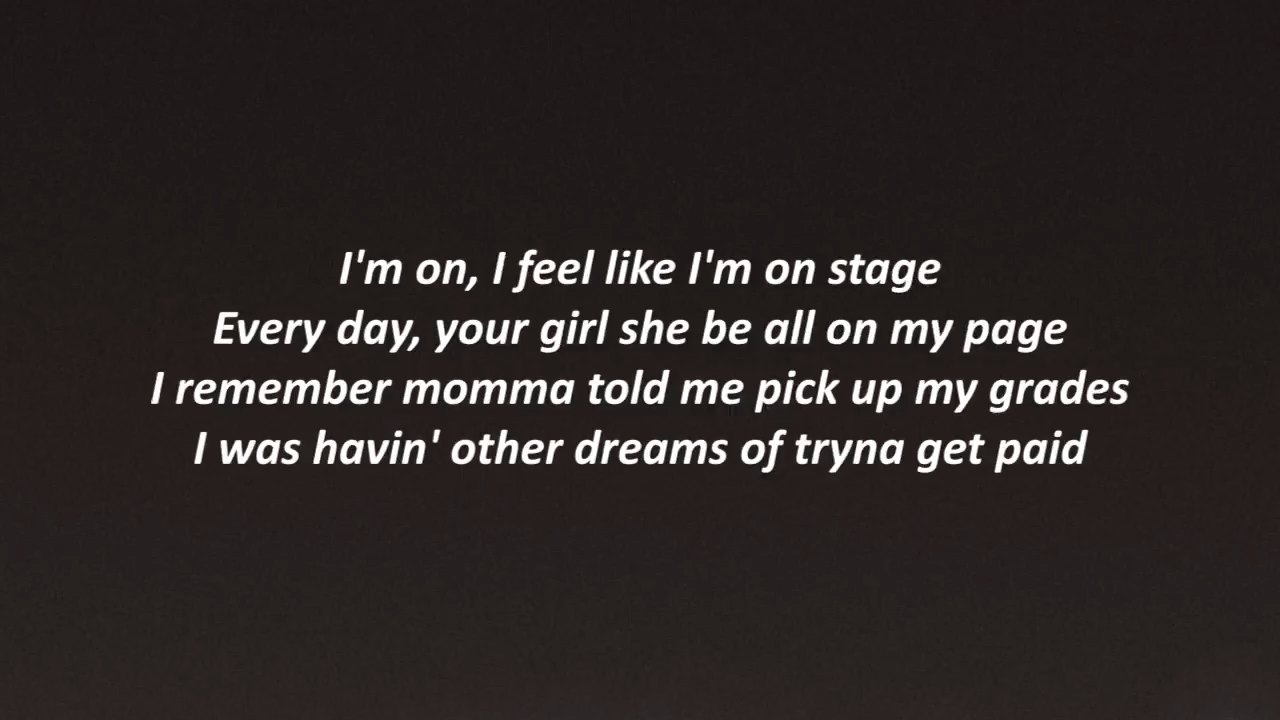 I'm on, I feel like I'm on stage
Every day, your girl she be all on my page
I remember momma told me pick up my grades
I was havin' other dreams of tryna get paid